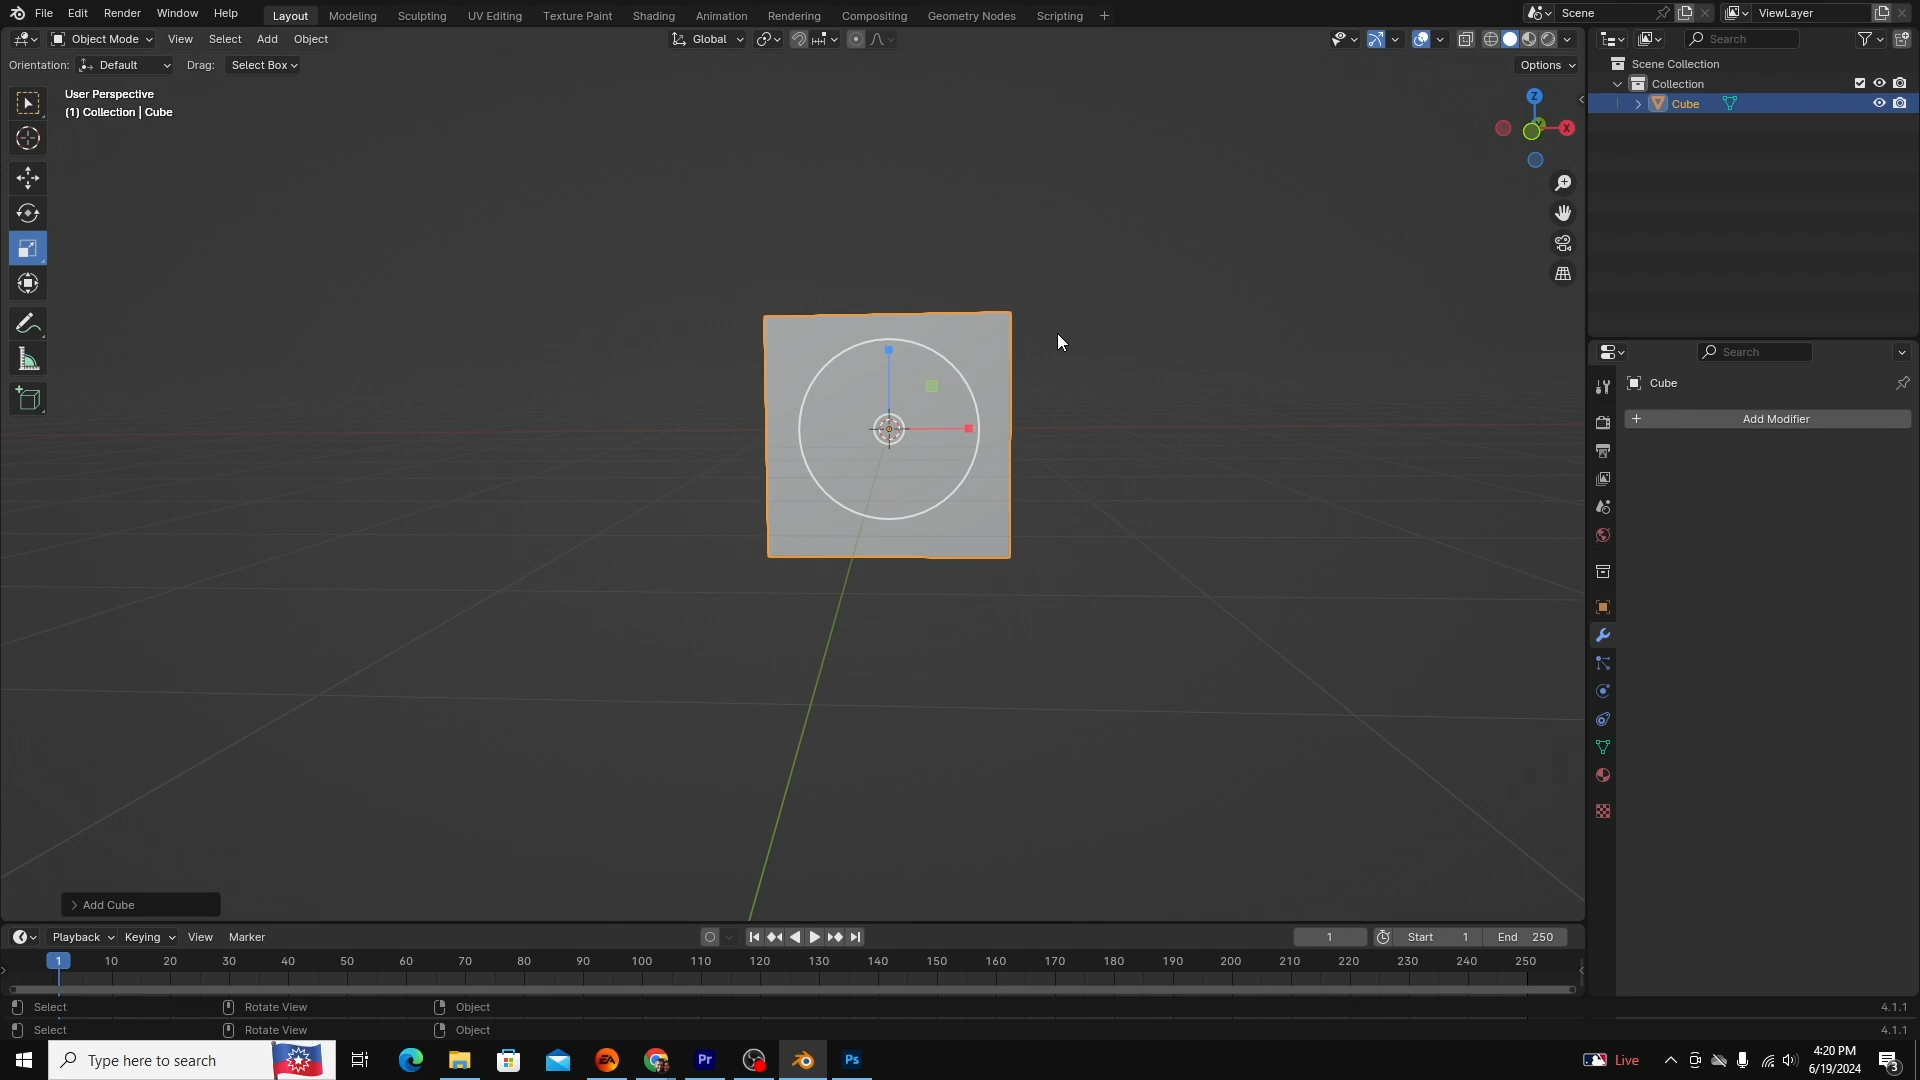 File Edit Render Window Help Layout Modeling Sculpting UV Editing Texture Paint Shading Animation Rendering Compositing Geometry Nodes Scripting + Scene ViewLayer
Object Mode View Select Add Object Global Search
Orientation: Default Drag: Select Box Options
Scene Collection
Collection
Cube
User Perspective
(1) Collection | Cube
Z
X
Search
Cube
+ Add Modifier
> Add Cube
Playback Keying View Marker 1 Start 1 End 250
1 10 20 30 40 50 60 70 80 90 100 110 120 130 140 150 160 170 180 190 200 210 220 230 240 250
Select Rotate View Object 4.1.1
Select Rotate View Object 4.1.1
Type here to search EA Pr Ps Live 4:20 PM
6/19/2024 3